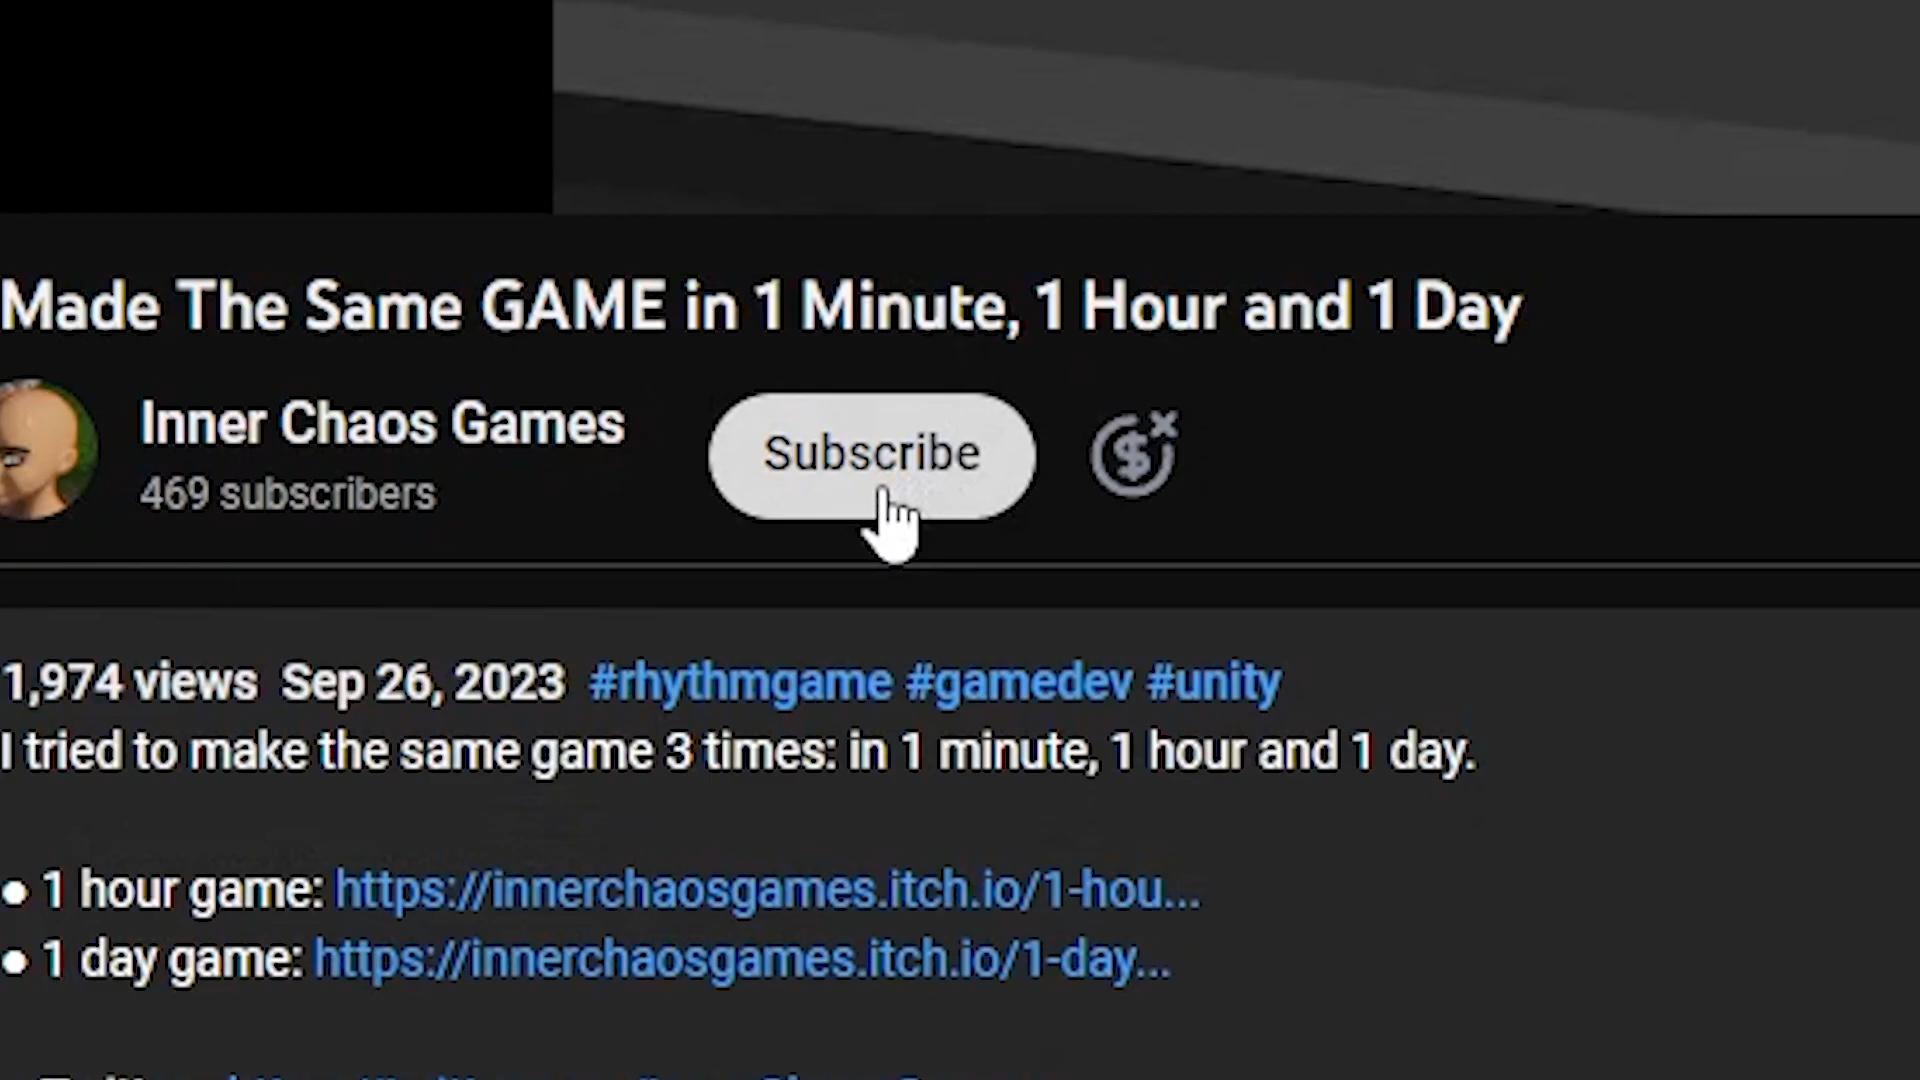 Made The Same GAME in 1 Minute, 1 Hour and 1 Day
Inner Chaos Games
469 subscribers
Subscribe
1,974 views Sep 26, 2023 #rhythmgame #gamedev #unity
I tried to make the same game 3 times: in 1 minute, 1 hour and 1 day.
● 1 hour game: https://innerchaosgames.itch.io/1-hou...
● 1 day game: https://innerchaosgames.itch.io/1-day...